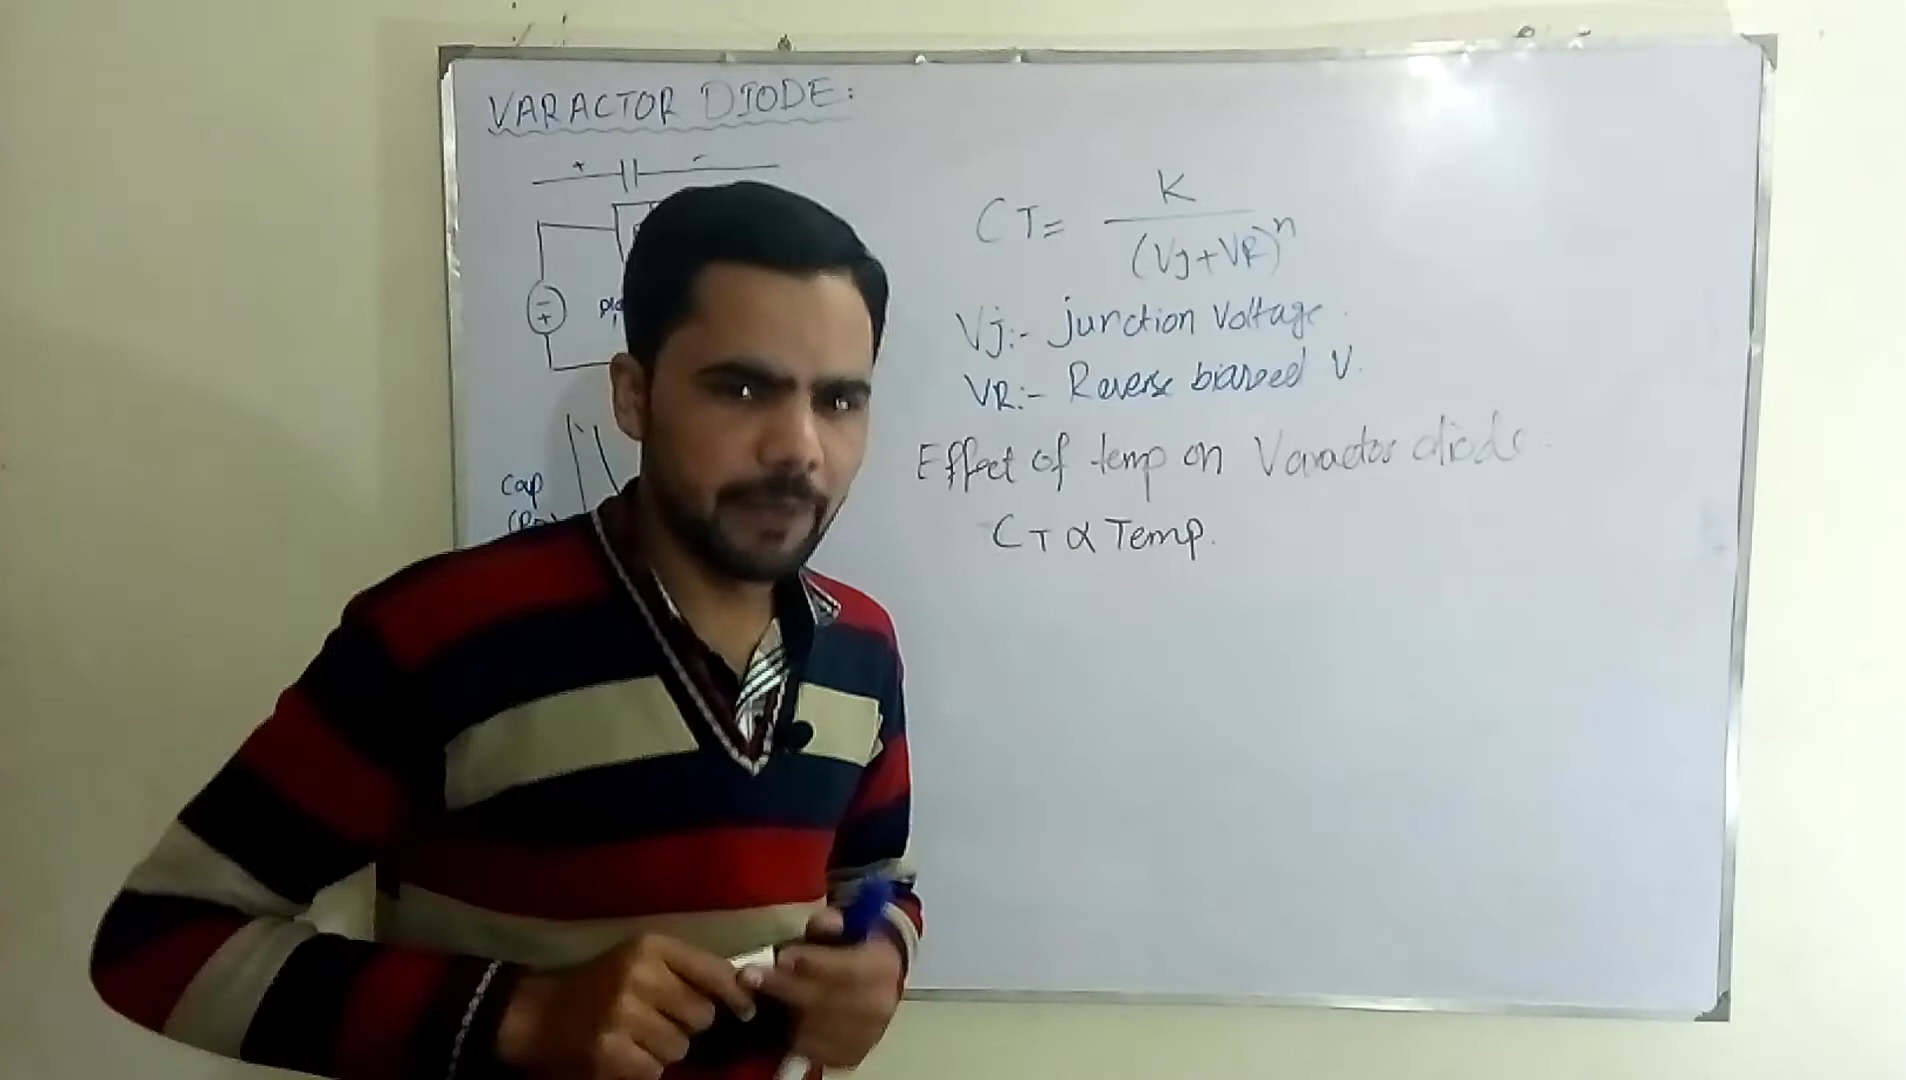 VARACTOR DIODE:
+ -
- +
Cap
CT = K / (Vj+VR)^n
Vj:- junction Voltage.
VR:- Reverse biased V.
Effect of temp on Varactor diode.
CT α Temp.